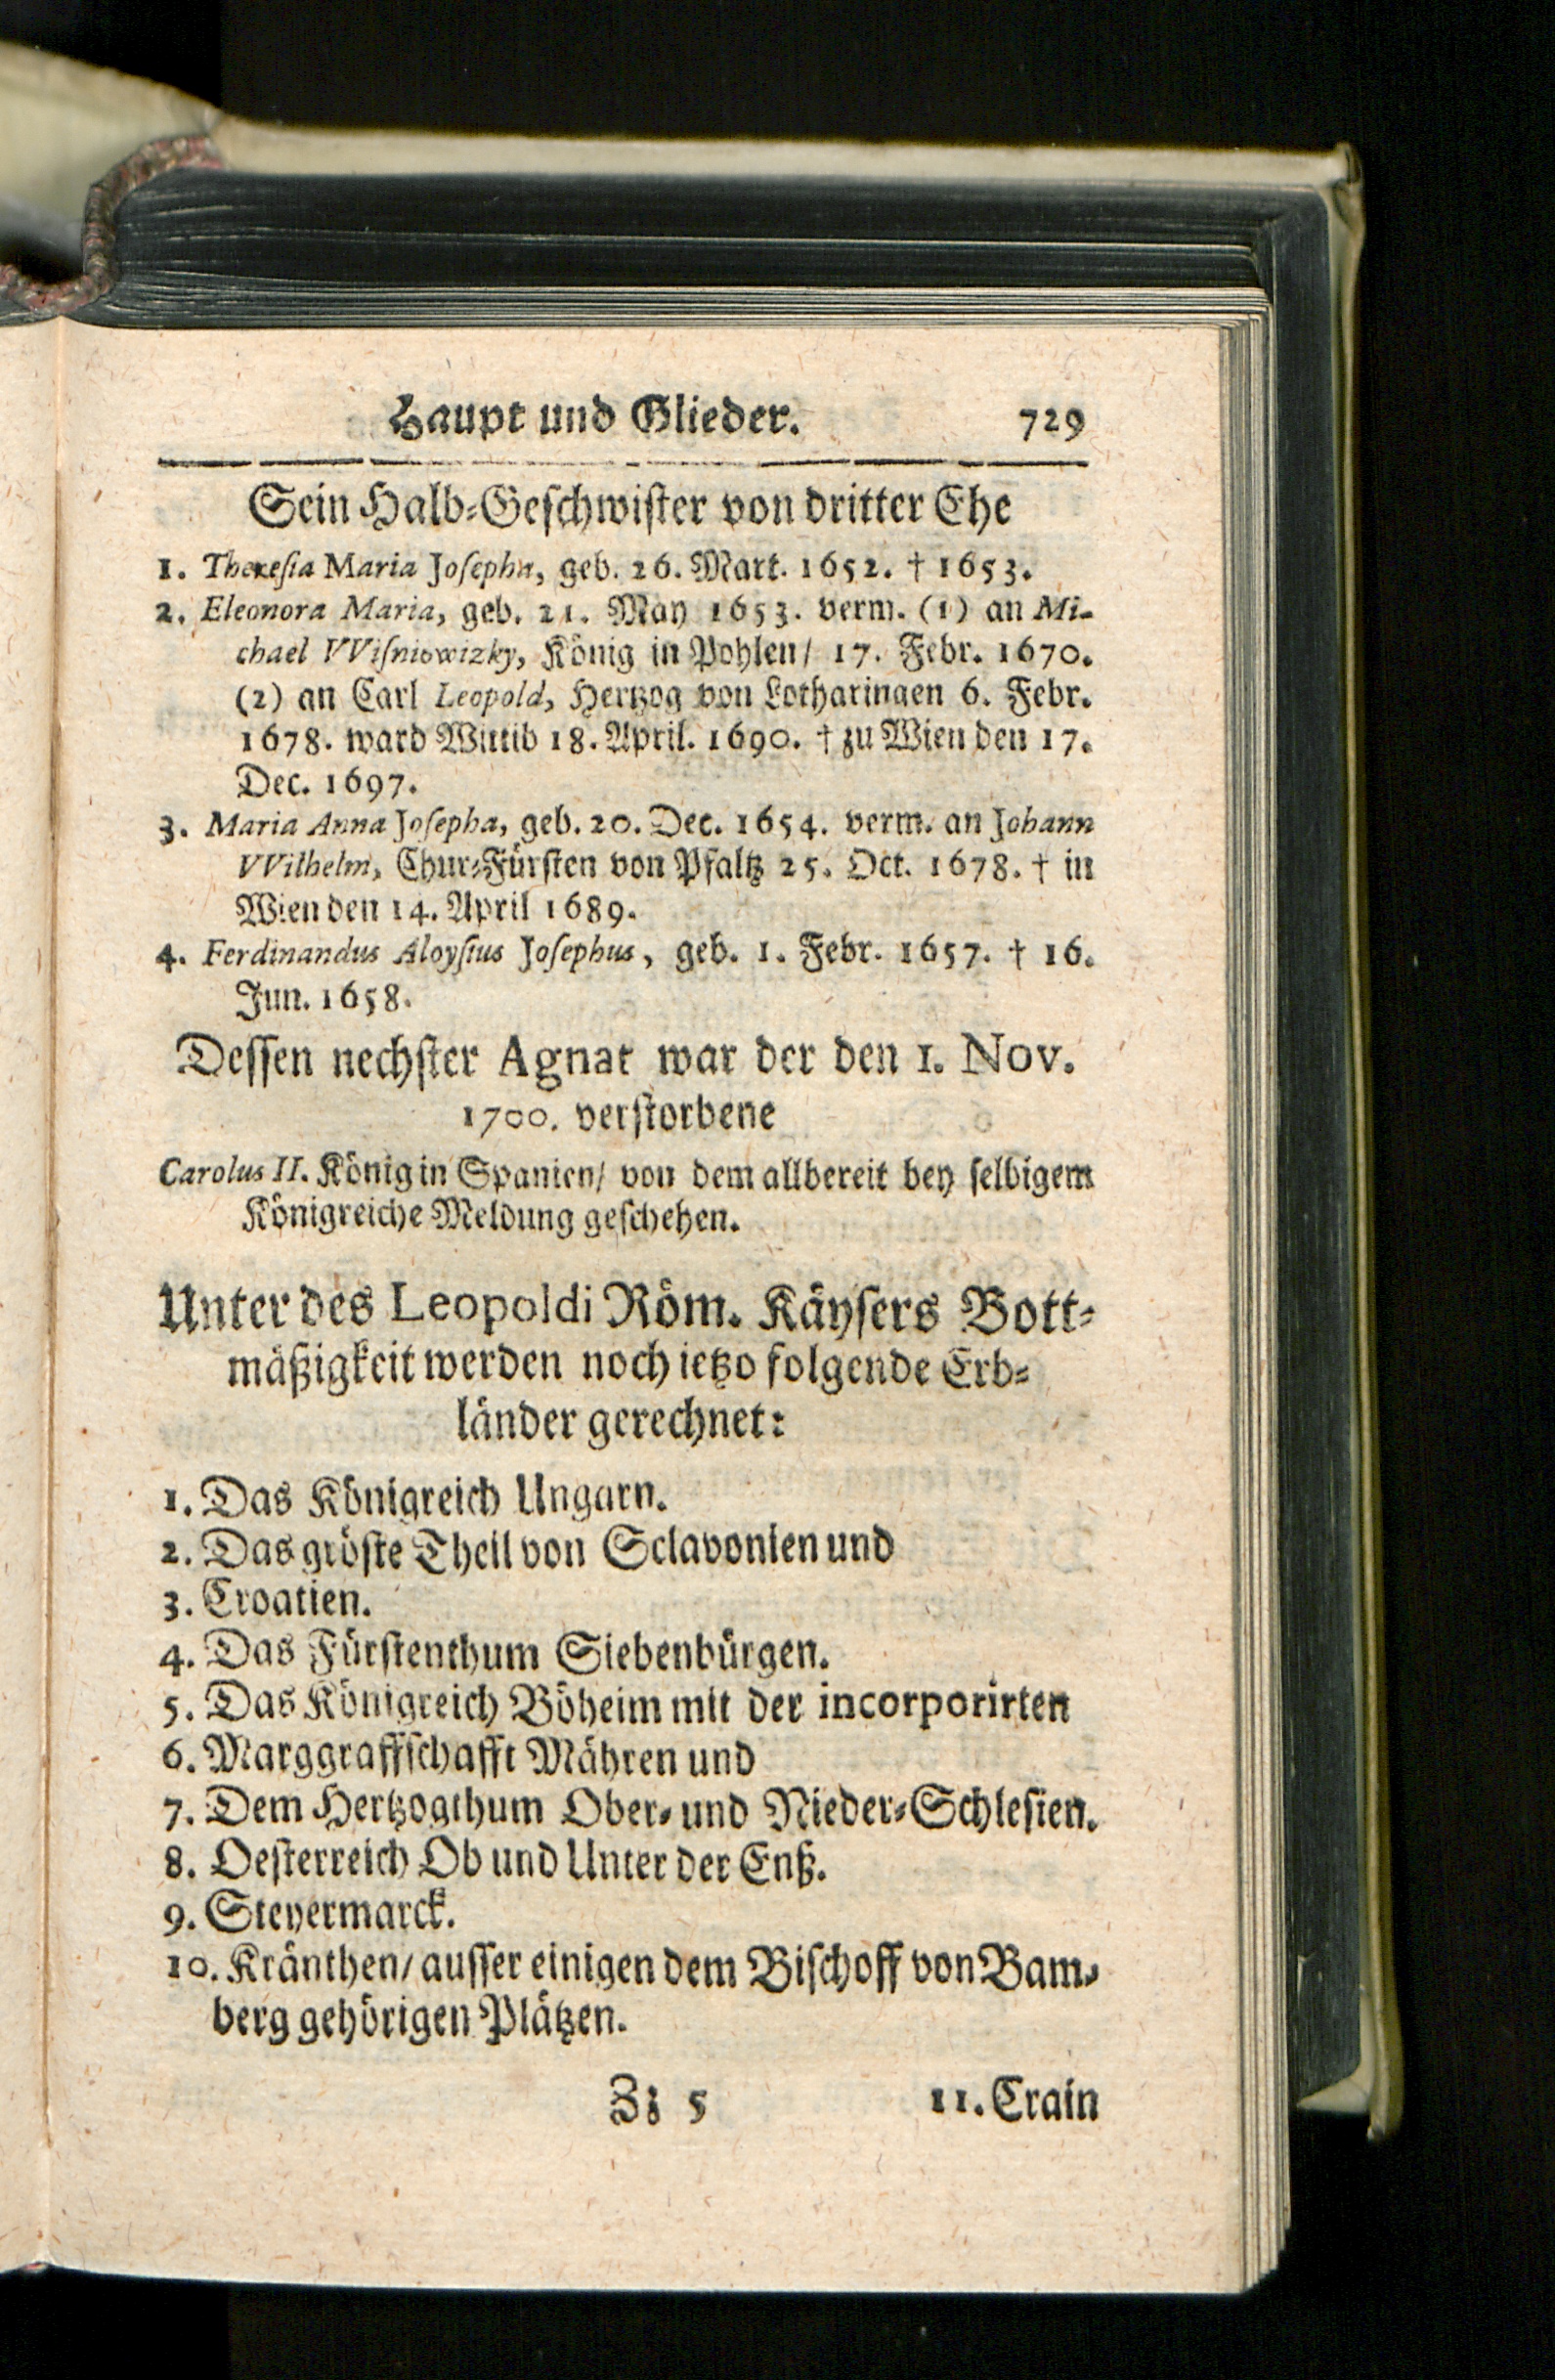 Haupt und Glieder. 729
Sein Halb-Geschwister von dritter Ehe
1. Theresia Maria Josepha, geb. 26. Mart. 1652. † 1653.
2. Eleonora Maria, geb. 21. May 1653. verm. (1) an Mi-
chael VVisniowizky, König in Pohlen/ 17. Febr. 1670.
(2) an Carl Leopold, Hertzog von Lotharingen 6. Febr.
1678. ward Wittib 18. April. 1690. † zu Wien den 17.
Dec. 1697.
3. Maria Anna Josepha, geb. 20. Dec. 1654. verm. an Johann
VVilhelm, Chur-Fürsten von Pfaltz 25. Oct. 1678. † in
Wien den 14. April 1689.
4. Ferdinandus Aloysius Josephus, geb. 1. Febr. 1657. † 16.
Jun. 1658.
Dessen nechster Agnat war der den 1. Nov.
1700. verstorbene
Carolus II. König in Spanien/ von dem allbereit bey selbigem
Königreiche Meldung geschehen.
Unter des Leopoldi Röm. Käysers Bott-
mäßigkeit werden noch ietzo folgende Erb-
länder gerechnet:
1. Das Königreich Ungarn.
2. Das gröste Theil von Sclavonien und
3. Croatien.
4. Das Fürstenthum Siebenbürgen.
5. Das Königreich Böheim mit der incorporirten
6. Marggraffschafft Mähren und
7. Dem Hertzogthum Ober- und Nieder-Schlesien.
8. Oesterreich Ob und Unter der Enß.
9. Steyermarck.
10. Kränthen/ ausser einigen dem Bischoff von Bam-
berg gehörigen Plätzen.
Zz 5 11. Crain